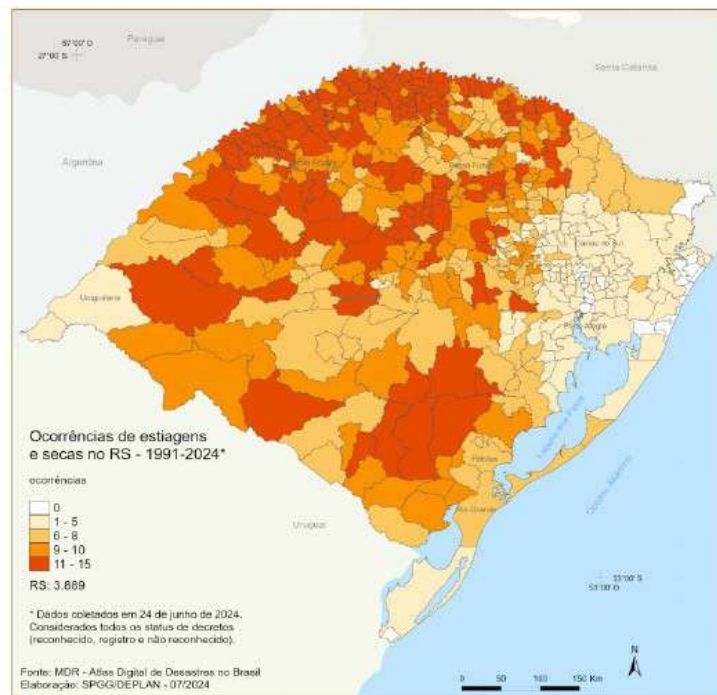 Paraguai
57°00' O
27°00' S
Santa Catarina
Argentina
Passo Fundo
Caxias do Sul
Uruguaiana
Porto Alegre
Ocorrências de estiagens
e secas no RS - 1991-2024*
ocorrências
0
1 - 5
6 - 8
9 - 10
11 - 15
RS: 3.889
Lagoa dos Patos
Pelotas
Oceano Atlântico
Rio Grande
Uruguai
33°00' S
51°00' O
* Dados coletados em 24 de junho de 2024.
Considerados todos os status de decretos
(reconhecido, registro e não reconhecido).
N
Fonte: MDR - Atlas Digital de Desastres no Brasil
Elaboração: SPGG/DEPLAN - 07/2024
0 50 100 150 Km